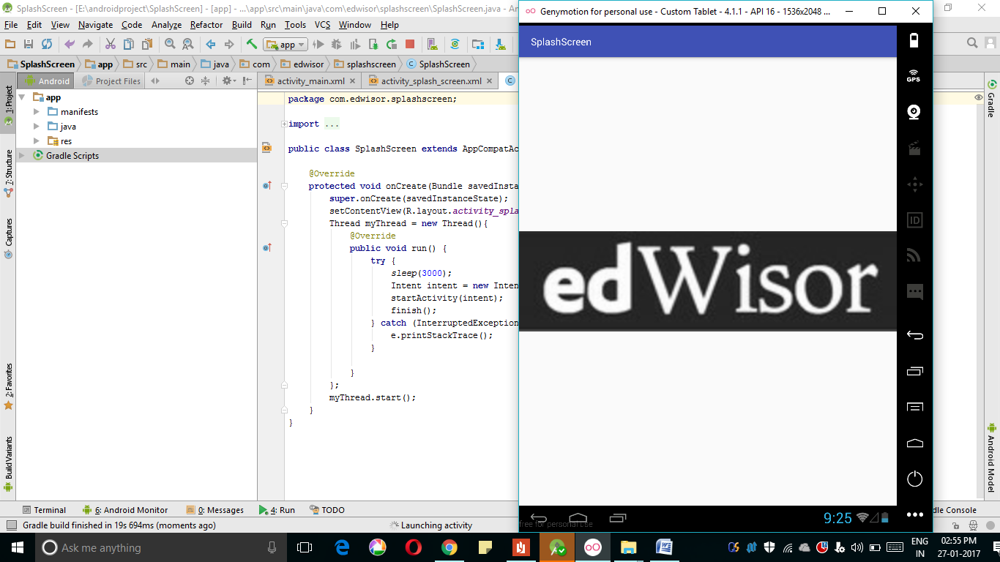 SplashScreen - [E:\androidproject\SplashScreen] - [app] - ...\app\src\main\java\com\edwisor\splashscreen\SplashScreen.java - An
File Edit View Navigate Code Analyze Refactor Build Run Tools VCS Window Help
app
SplashScreen app src main java com edwisor splashscreen SplashScreen
Android Project Files
activity_main.xml activity_splash_screen.xml
1: Project
7: Structure
Captures
2: Favorites
Build Variants
app
manifests
java
res
Gradle Scripts
package com.edwisor.splashscreen;
import ...
public class SplashScreen extends AppCompatAc
@Override
protected void onCreate(Bundle savedInsta
super.onCreate(savedInstanceState);
setContentView(R.layout.activity_spla
Thread myThread = new Thread(){
@Override
public void run() {
try {
sleep(3000);
Intent intent = new Inten
startActivity(intent);
finish();
} catch (InterruptedException
e.printStackTrace();
}
}
};
myThread.start();
}
}
Genymotion for personal use - Custom Tablet - 4.1.1 - API 16 - 1536x2048 ...
SplashScreen
edWisor
GPS
ID
9:25
free for personal use
Gradle
Android Model
Terminal 6: Android Monitor 0: Messages 4: Run TODO
dle Console
Gradle build finished in 19s 694ms (moments ago)
Launching activity
Ask me anything
ENG
IN
02:55 PM
27-01-2017